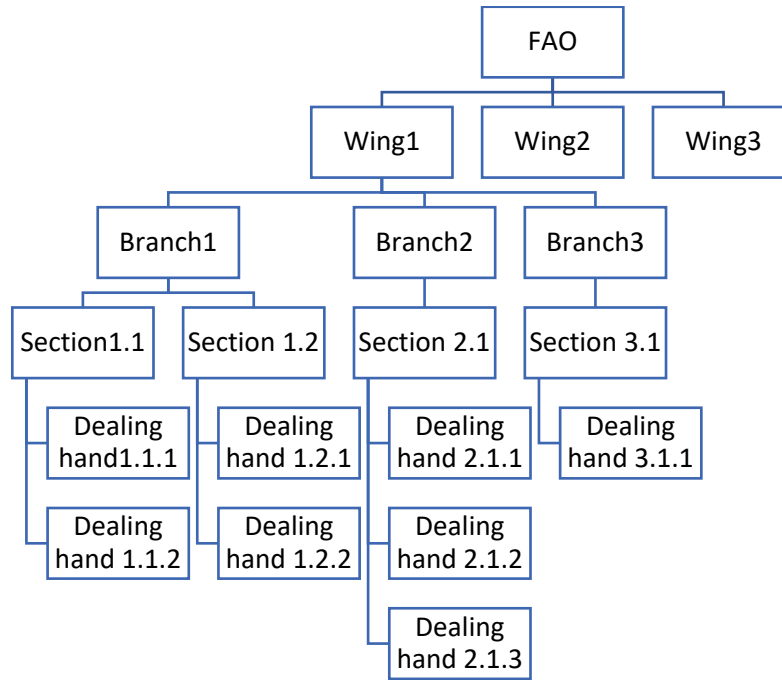 FAO
Wing1
Wing2
Wing3
Branch1
Branch2
Branch3
Section1.1
Section 1.2
Section 2.1
Section 3.1
Dealing
hand1.1.1
Dealing
hand 1.2.1
Dealing
hand 2.1.1
Dealing
hand 3.1.1
Dealing
hand 1.1.2
Dealing
hand 1.2.2
Dealing
hand 2.1.2
Dealing
hand 2.1.3